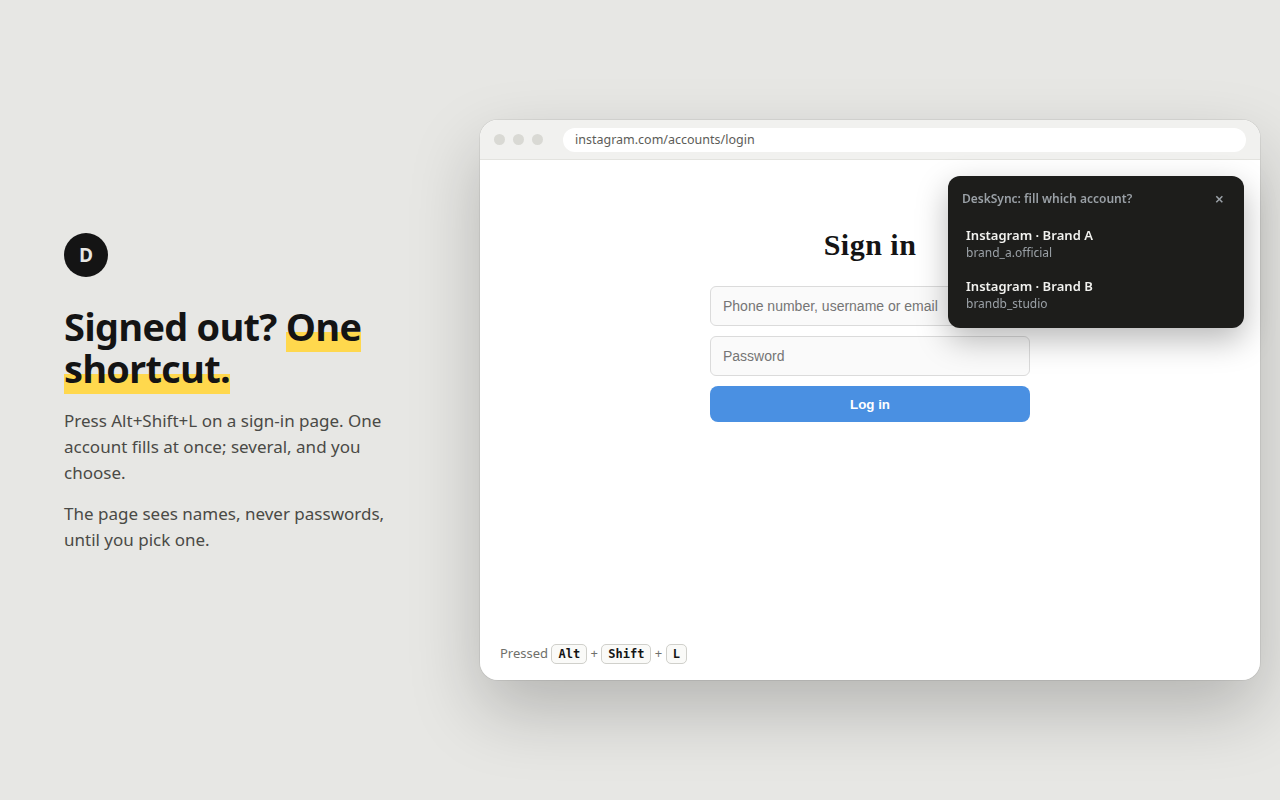 D
Signed out? One
shortcut.
Press Alt+Shift+L on a sign-in page. One
account fills at once; several, and you
choose.
The page sees names, never passwords,
until you pick one.
instagram.com/accounts/login
DeskSync: fill which account?
×
Instagram · Brand A
brand_a.official
Instagram · Brand B
brandb_studio
Sign in
Phone number, username or email
Password
Log in
Pressed Alt + Shift + L